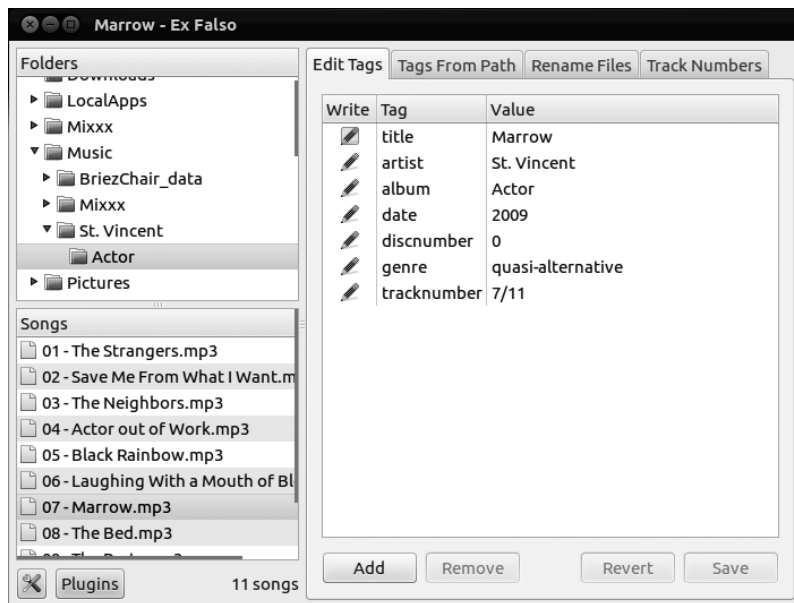 Marrow - Ex Falso
Folders
Downloads
LocalApps
Mixxx
Music
BriezChair_data
Mixxx
St. Vincent
Actor
Pictures
Songs
01 - The Strangers.mp3
02 - Save Me From What I Want.m
03 - The Neighbors.mp3
04 - Actor out of Work.mp3
05 - Black Rainbow.mp3
06 - Laughing With a Mouth of Bl
07 - Marrow.mp3
08 - The Bed.mp3
Plugins
11 songs
Edit Tags Tags From Path Rename Files Track Numbers
Write Tag Value
title Marrow
artist St. Vincent
album Actor
date 2009
discnumber 0
genre quasi-alternative
tracknumber 7/11
Add Remove Revert Save